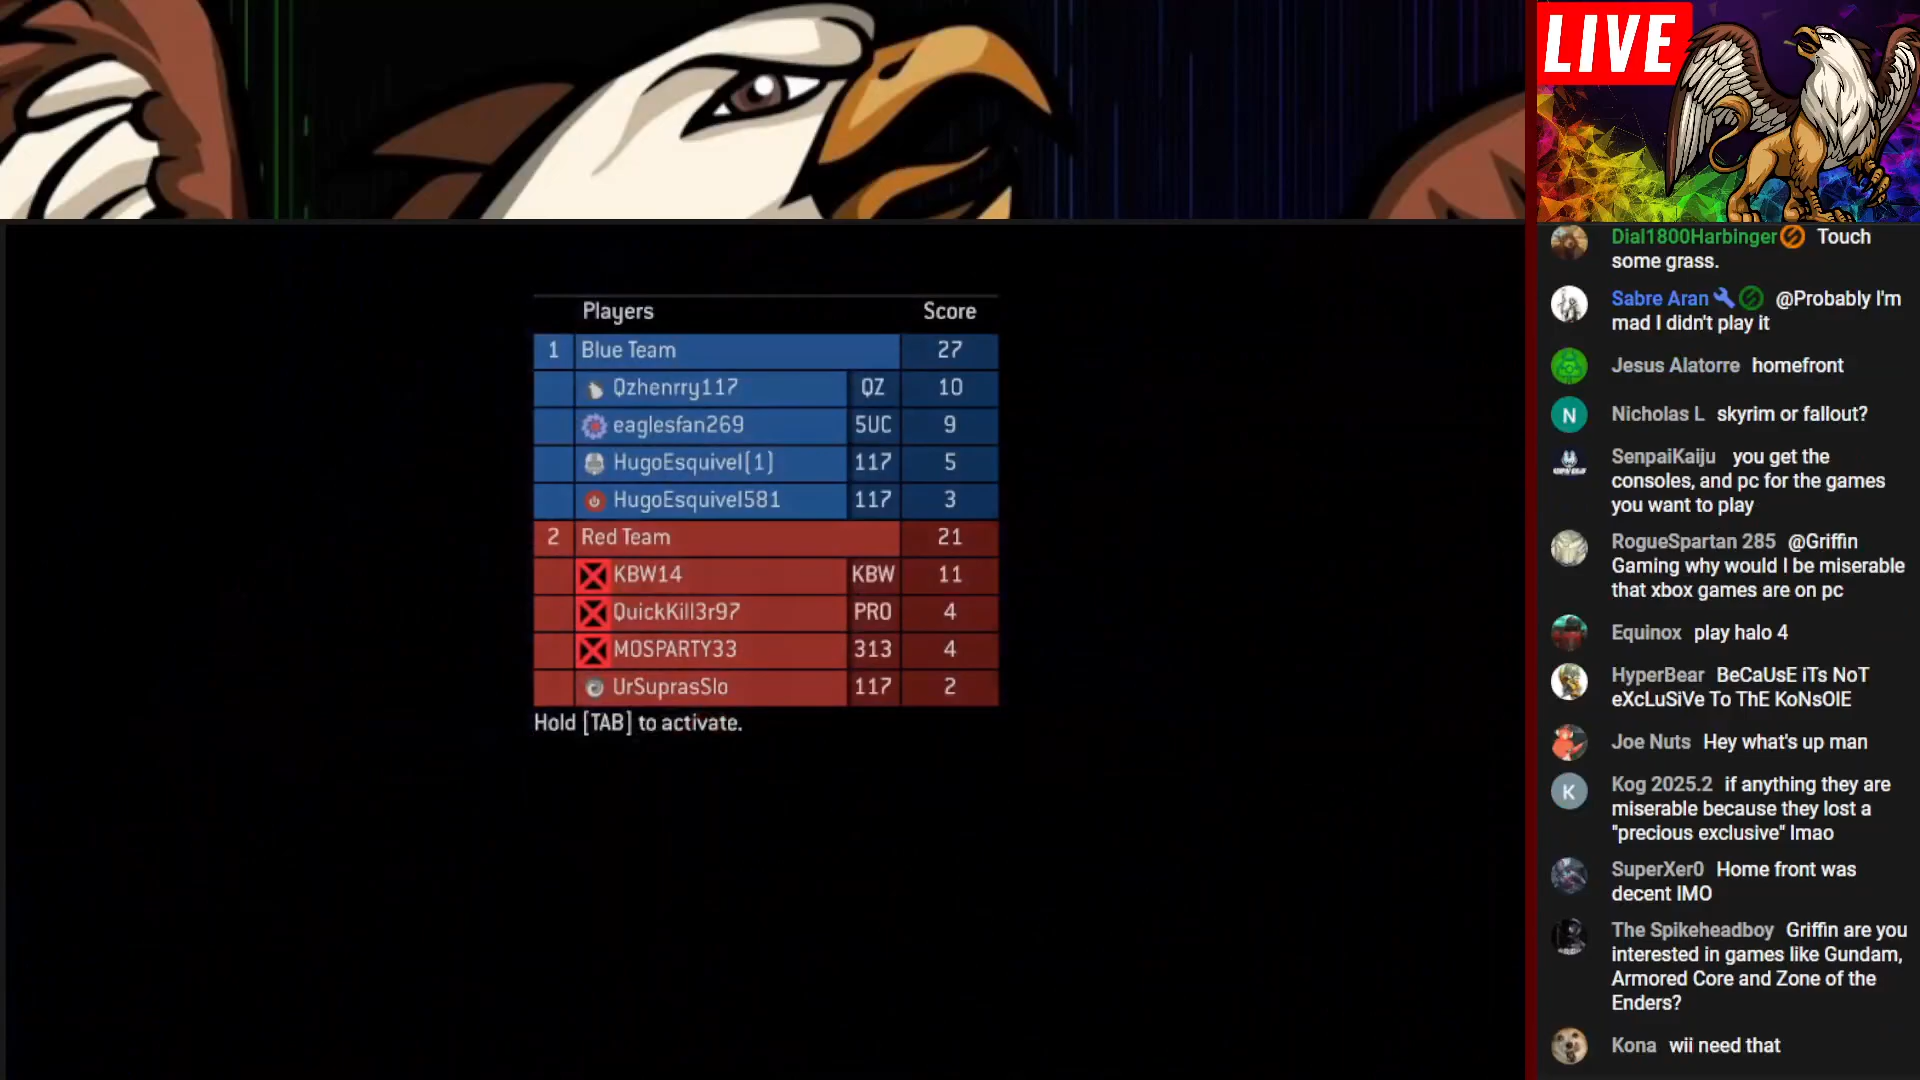 LIVE
Players Score
1 Blue Team 27
Qzhenrry117 QZ 10
eaglesfan269 5UC 9
HugoEsquivel(1) 117 5
HugoEsquivel581 117 3
2 Red Team 21
KBW14 KBW 11
QuickKill3r97 PRO 4
MOSPARTY33 313 4
UrSuprasSlo 117 2
Hold [TAB] to activate.
Dial1800Harbinger Touch
some grass.
Sabre Aran @Probably I'm
mad I didn't play it
Jesus Alatorre homefront
N Nicholas L skyrim or fallout?
SenpaiKaiju you get the
consoles, and pc for the games
you want to play
RogueSpartan 285 @Griffin
Gaming why would I be miserable
that xbox games are on pc
Equinox play halo 4
HyperBear BeCaUsE iTs NoT
eXcLuSiVe To ThE KoNsOlE
Joe Nuts Hey what's up man
K Kog 2025.2 if anything they are
miserable because they lost a
"precious exclusive" lmao
SuperXer0 Home front was
decent IMO
The Spikeheadboy Griffin are you
interested in games like Gundam,
Armored Core and Zone of the
Enders?
Kona wii need that